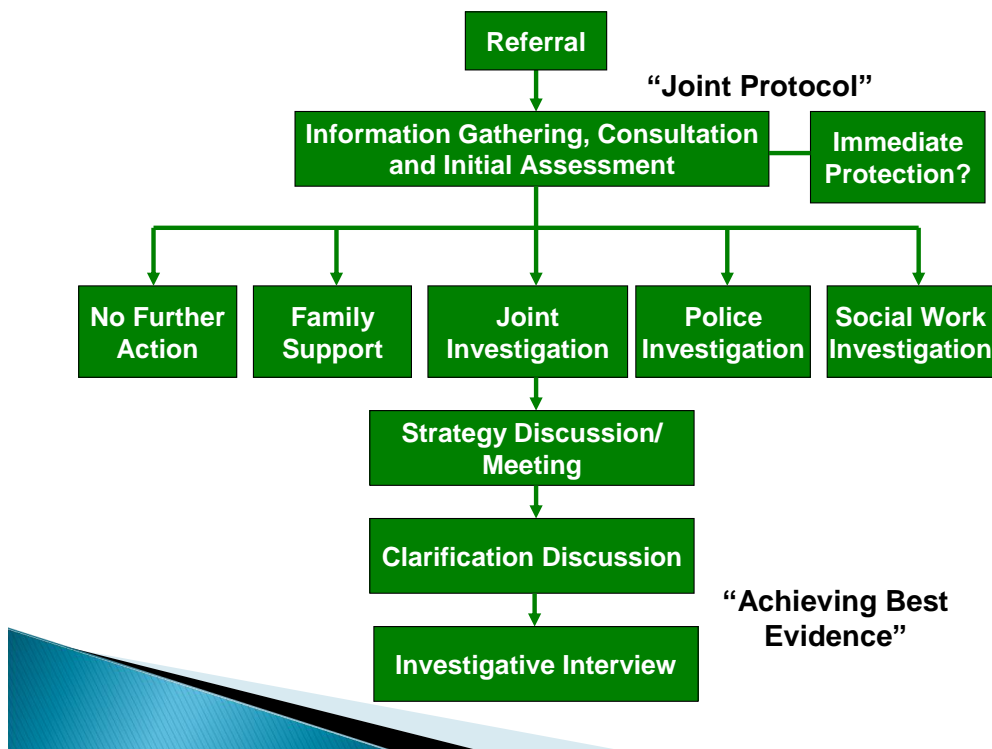 Referral
“Joint Protocol”
Information Gathering, Consultation
and Initial Assessment
Immediate
Protection?
No Further
Action
Family
Support
Joint
Investigation
Police
Investigation
Social Work
Investigation
Strategy Discussion/
Meeting
Clarification Discussion
“Achieving Best
Evidence”
Investigative Interview